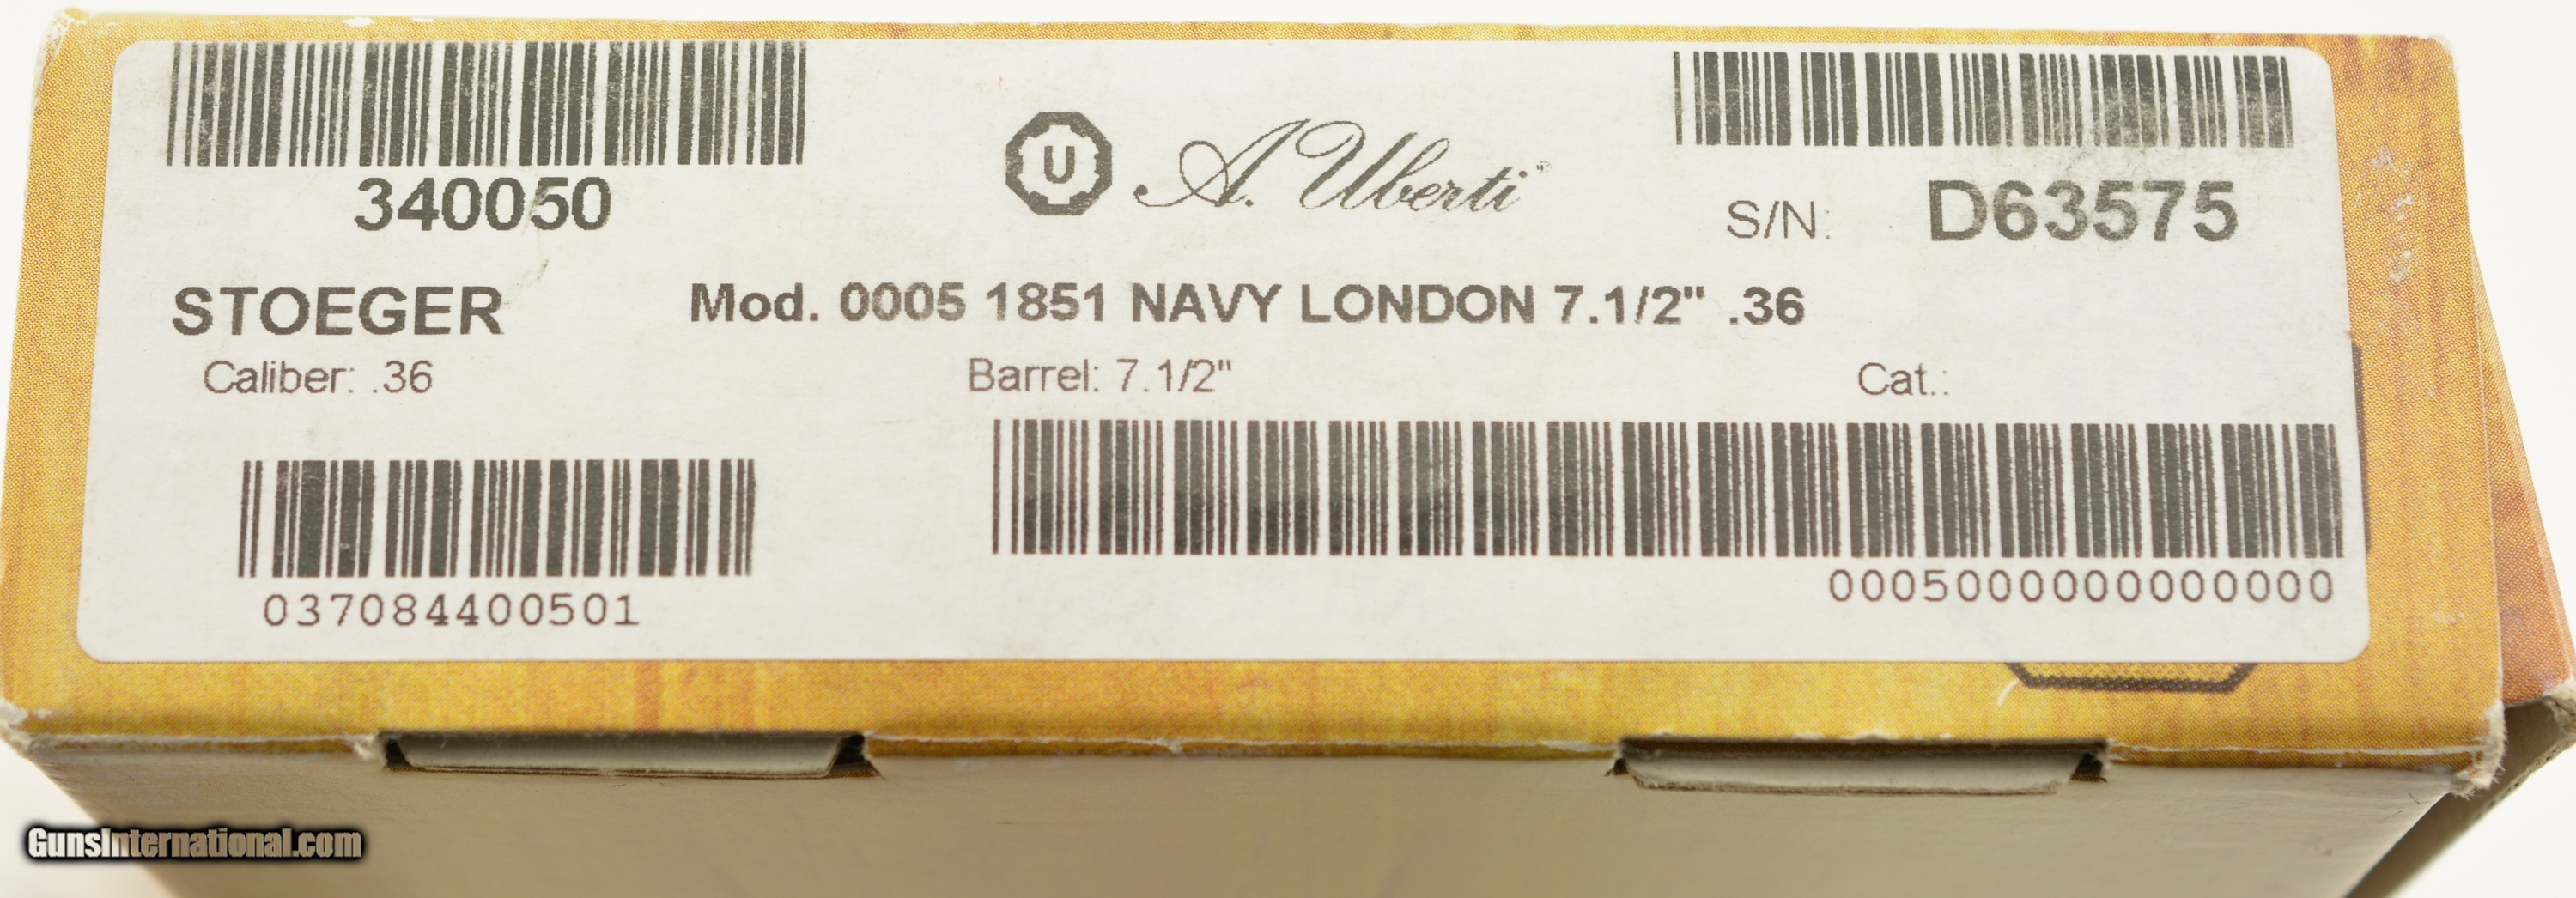 340050
U A. Uberti
S/N: D63575
STOEGER Mod. 0005 1851 NAVY LONDON 7.1/2" .36
Caliber: .36 Barrel: 7.1/2" Cat.:
037084400501
0005000000000000
GunsInternational.com